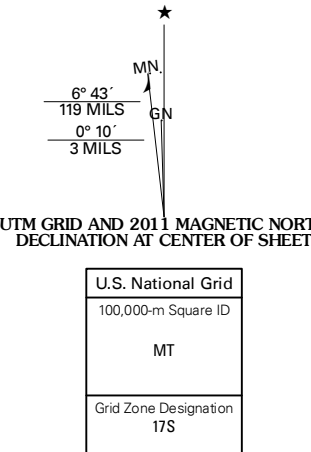 MN.
6° 43´
119 MILS
GN
0° 10´
3 MILS
UTM GRID AND 2011 MAGNETIC NORT
DECLINATION AT CENTER OF SHEET
U.S. National Grid
100,000-m Square ID
MT
Grid Zone Designation
17S